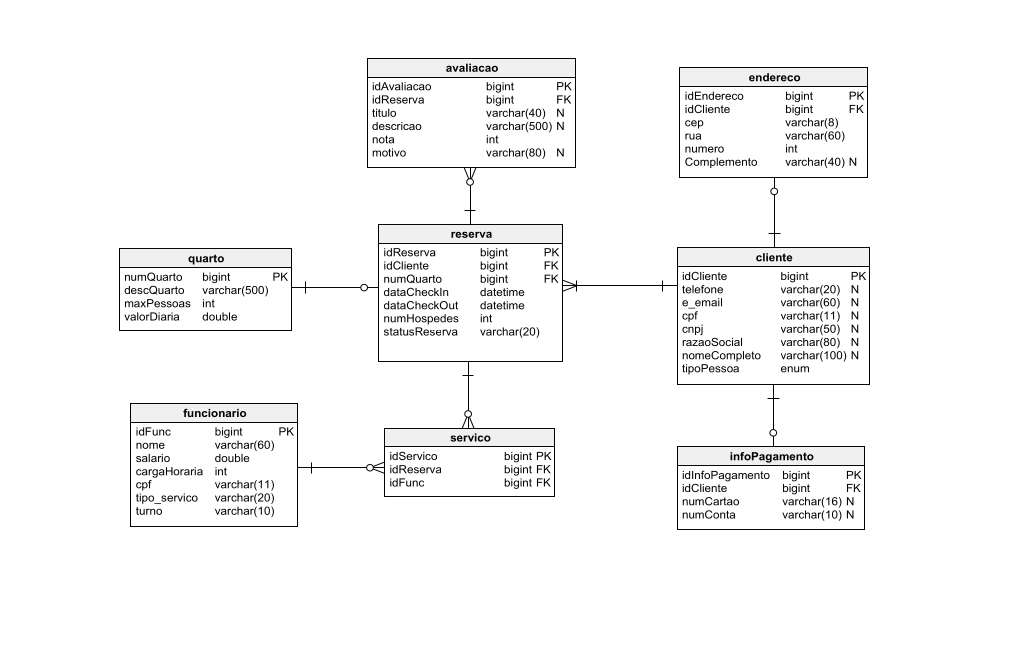 avaliacao
idAvaliacao bigint PK
idReserva bigint FK
titulo varchar(40) N
descricao varchar(500) N
nota int
motivo varchar(80) N
endereco
idEndereco bigint PK
idCliente bigint FK
cep varchar(8)
rua varchar(60)
numero int
Complemento varchar(40) N
quarto
numQuarto bigint PK
descQuarto varchar(500)
maxPessoas int
valorDiaria double
reserva
idReserva bigint PK
idCliente bigint FK
numQuarto bigint FK
dataCheckIn datetime
dataCheckOut datetime
numHospedes int
statusReserva varchar(20)
cliente
idCliente bigint PK
telefone varchar(20) N
e_email varchar(60) N
cpf varchar(11) N
cnpj varchar(50) N
razaoSocial varchar(80) N
nomeCompleto varchar(100) N
tipoPessoa enum
funcionario
idFunc bigint PK
nome varchar(60)
salario double
cargaHoraria int
cpf varchar(11)
tipo_servico varchar(20)
turno varchar(10)
servico
idServico bigint PK
idReserva bigint FK
idFunc bigint FK
infoPagamento
idInfoPagamento bigint PK
idCliente bigint FK
numCartao varchar(16) N
numConta varchar(10) N